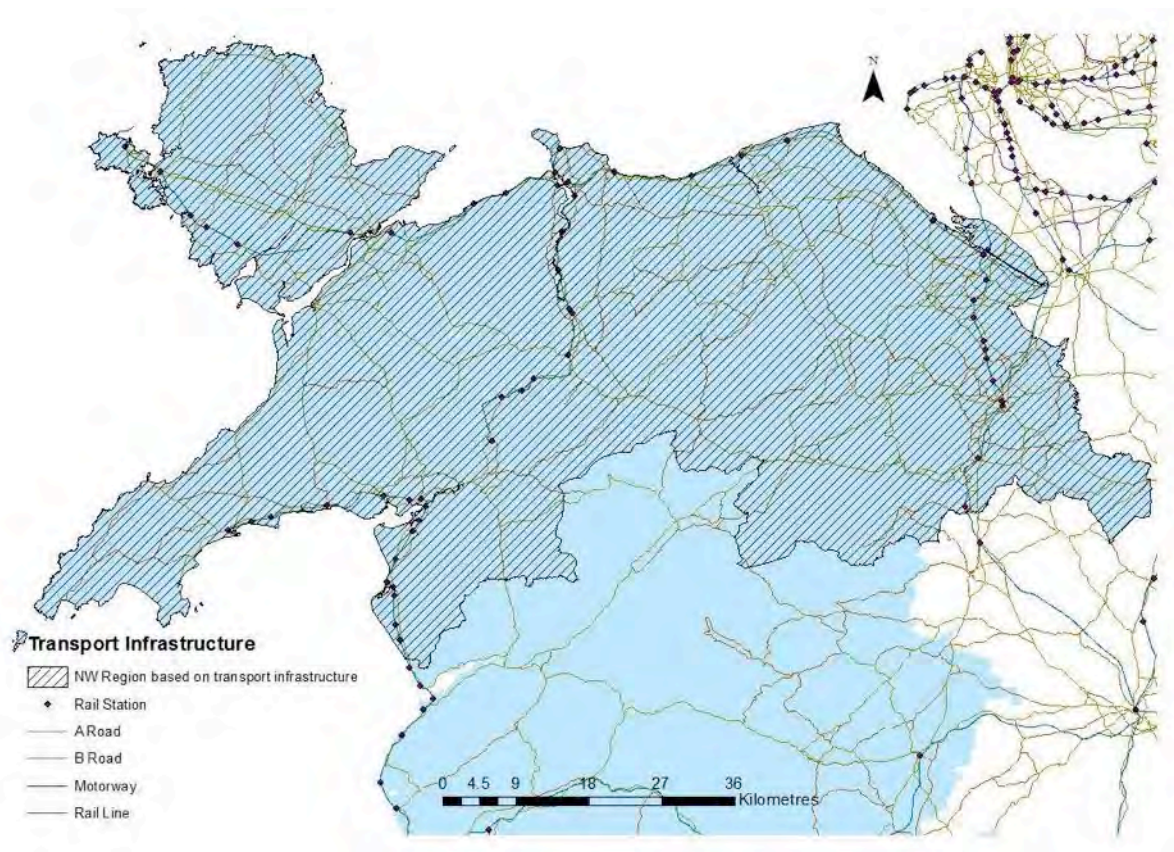 N
Transport Infrastructure
NW Region based on transport infrastructure
Rail Station
A Road
B Road
Motorway
Rail Line
0 4.5 9 18 27 36
Kilometres